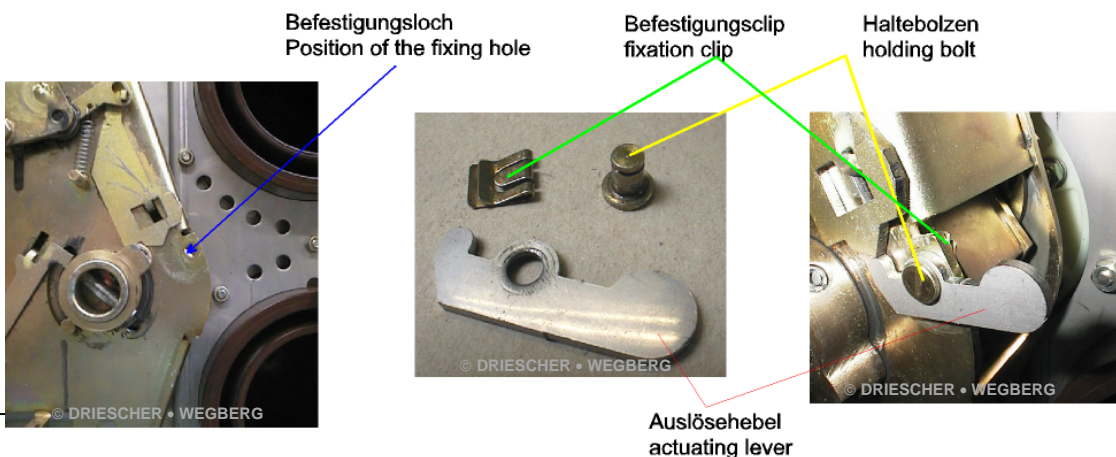 Befestigungsloch
Position of the fixing hole
Befestigungsclip
fixation clip
Haltebolzen
holding bolt
© DRIESCHER • WEGBERG
© DRIESCHER • WEGBERG
© DRIESCHER • WEGBERG
Auslösehebel
actuating lever